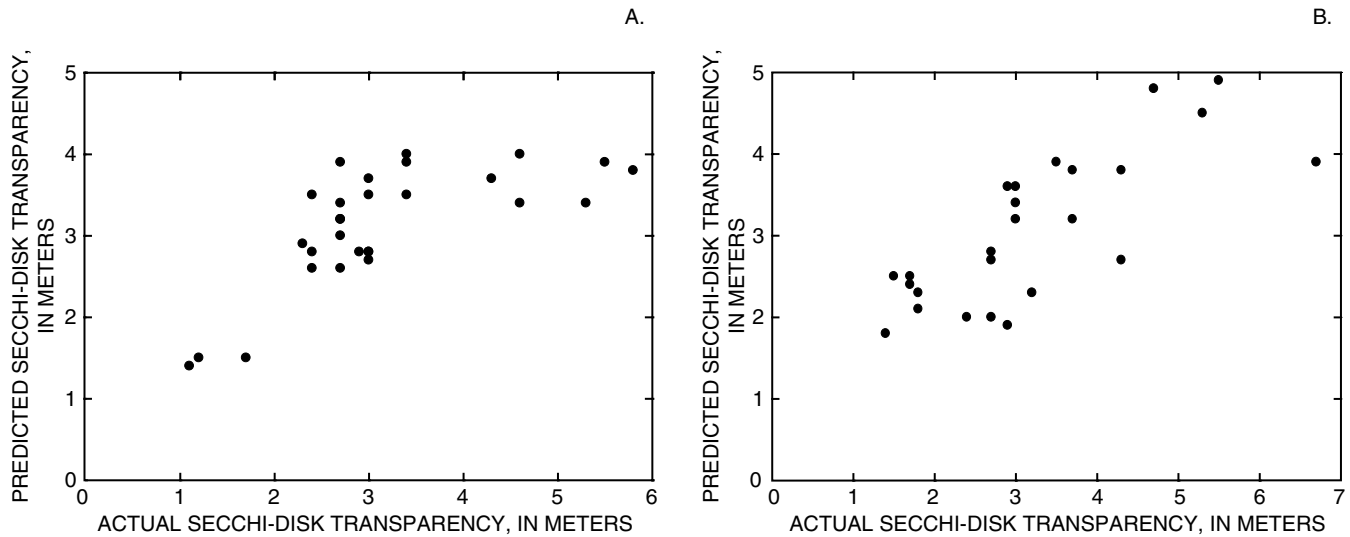 A.
PREDICTED SECCHI-DISK TRANSPARENCY,
IN METERS
5
4
3
2
1
0
0 1 2 3 4 5 6
ACTUAL SECCHI-DISK TRANSPARENCY, IN METERS
B.
PREDICTED SECCHI-DISK TRANSPARENCY,
IN METERS
5
4
3
2
1
0
0 1 2 3 4 5 6 7
ACTUAL SECCHI-DISK TRANSPARENCY, IN METERS